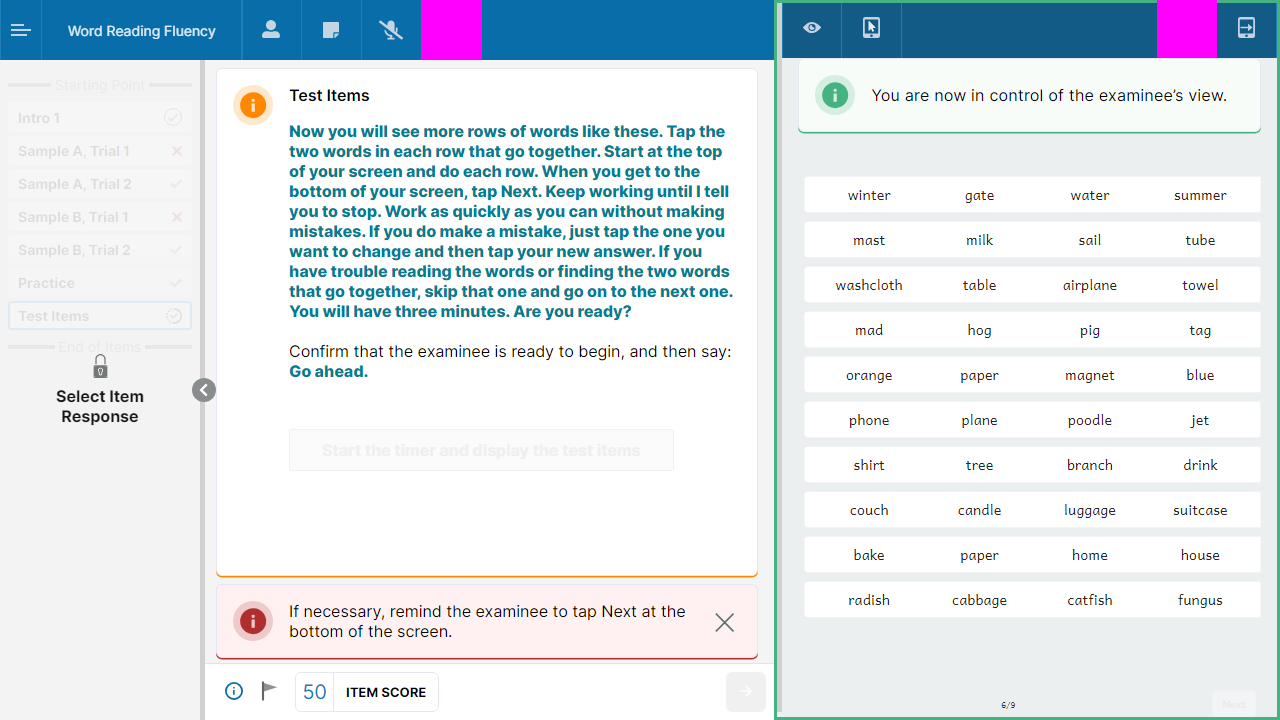 Word Reading Fluency
Starting Point
Intro 1
Sample A, Trial 1
Sample A, Trial 2
Sample B, Trial 1
Sample B, Trial 2
Practice
Test Items
End of Items
Select Item
Response
Test Items
Now you will see more rows of words like these. Tap the
two words in each row that go together. Start at the top
of your screen and do each row. When you get to the
bottom of your screen, tap Next. Keep working until I tell
you to stop. Work as quickly as you can without making
mistakes. If you do make a mistake, just tap the one you
want to change and then tap your new answer. If you
have trouble reading the words or finding the two words
that go together, skip that one and go on to the next one.
You will have three minutes. Are you ready?
Confirm that the examinee is ready to begin, and then say:
Go ahead.
Start the timer and display the test items
If necessary, remind the examinee to tap Next at the
bottom of the screen.
50 ITEM SCORE
You are now in control of the examinee’s view.
winter gate water summer
mast milk sail tube
washcloth table airplane towel
mad hog pig tag
orange paper magnet blue
phone plane poodle jet
shirt tree branch drink
couch candle luggage suitcase
bake paper home house
radish cabbage catfish fungus
6/9
Next